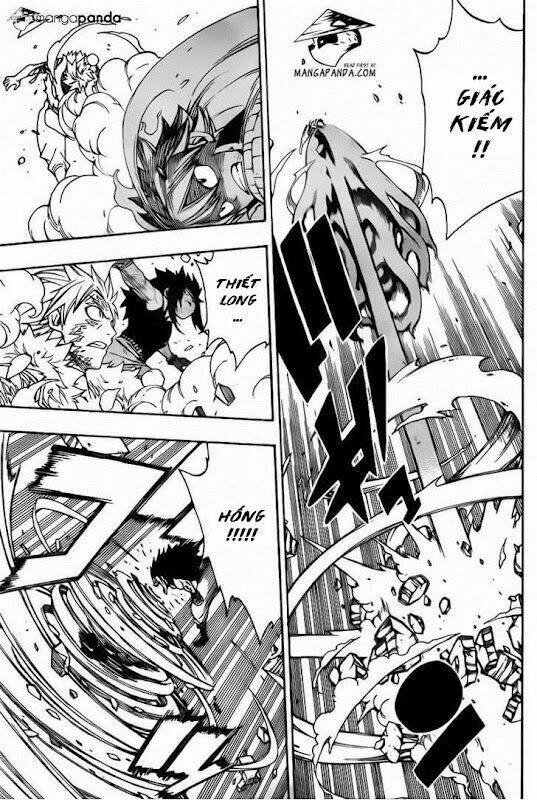 mangapanda
READ FIRST AT
MANGAPANDA.COM
...
GIÁC
KIẾM
!!
THIẾT
LONG
...
HỐNG
!!!!!